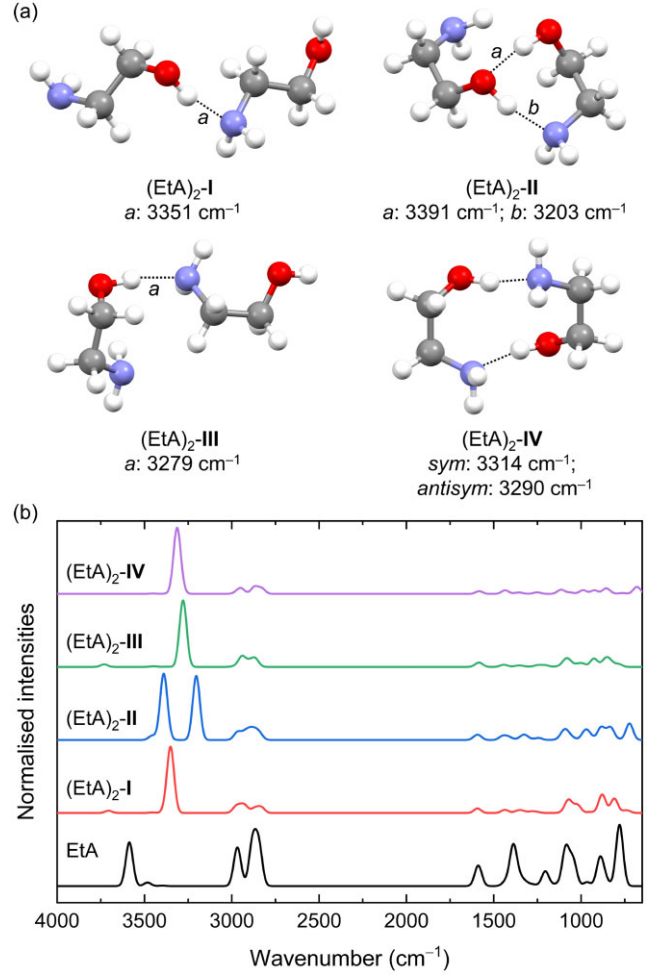 (a)
a
(EtA)₂-I
a: 3351 cm⁻¹
a
b
(EtA)₂-II
a: 3391 cm⁻¹; b: 3203 cm⁻¹
a
(EtA)₂-III
a: 3279 cm⁻¹
(EtA)₂-IV
sym: 3314 cm⁻¹;
antisym: 3290 cm⁻¹
(b)
Normalised intensities
(EtA)₂-IV
(EtA)₂-III
(EtA)₂-II
(EtA)₂-I
EtA
4000 3500 3000 2500 2000 1500 1000
Wavenumber (cm⁻¹)